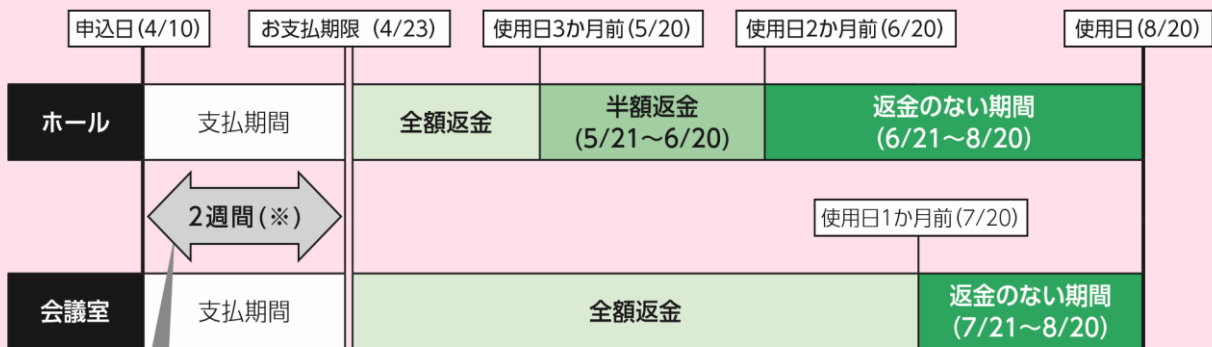 申込日(4/10)
お支払期限 (4/23)
使用日3か月前(5/20)
使用日2か月前(6/20)
使用日(8/20)
ホール
支払期間
全額返金
半額返金
(5/21～6/20)
返金のない期間
(6/21～8/20)
2週間(※)
使用日1か月前(7/20)
会議室
支払期間
全額返金
返金のない期間
(7/21～8/20)